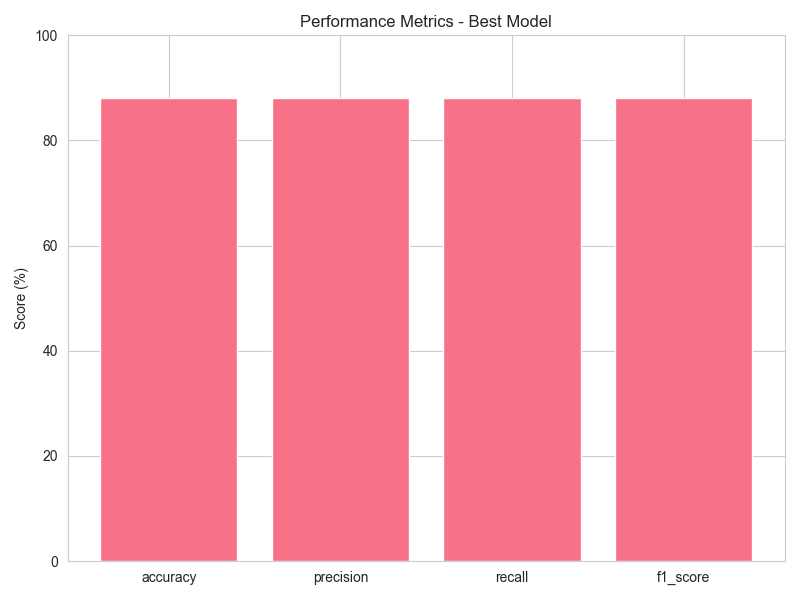 Performance Metrics - Best Model
100
80
60
40
20
0
Score (%)
accuracy precision recall f1_score